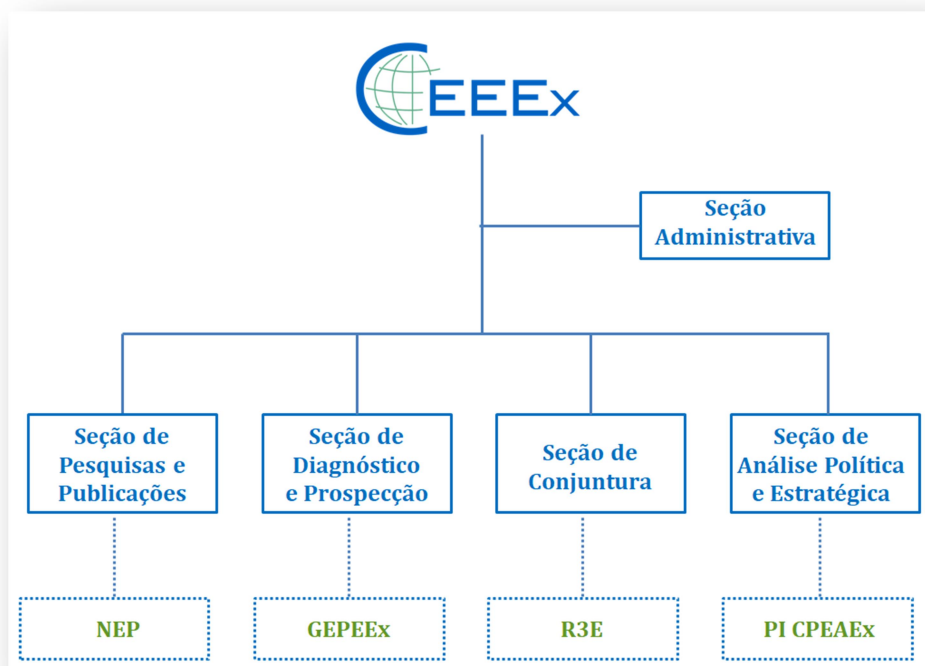 CEEEx
Seção
Administrativa
Seção de
Pesquisas e
Publicações
Seção de
Diagnóstico
e Prospecção
Seção de
Conjuntura
Seção de
Análise Política
e Estratégica
NEP
GEPEEx
R3E
PI CPEAEx